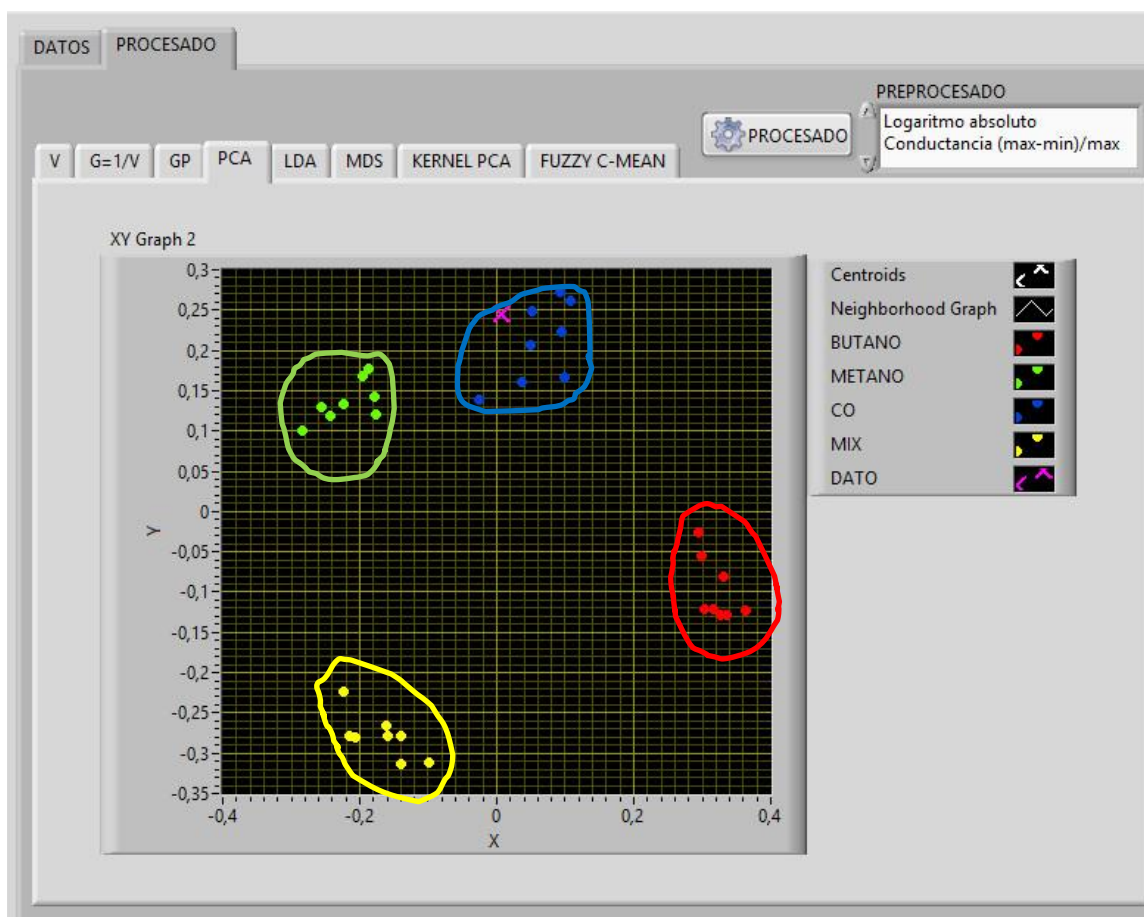 DATOS PROCESADO
PREPROCESADO
PROCESADO
Logaritmo absoluto
Conductancia (max-min)/max
V G=1/V GP PCA LDA MDS KERNEL PCA FUZZY C-MEAN
XY Graph 2
0,3
0,25
0,2
0,15
0,1
0,05
0
-0,05
-0,1
-0,15
-0,2
-0,25
-0,3
-0,35
Y
-0,4 -0,2 0 0,2 0,4
X
Centroids
Neighborhood Graph
BUTANO
METANO
CO
MIX
DATO